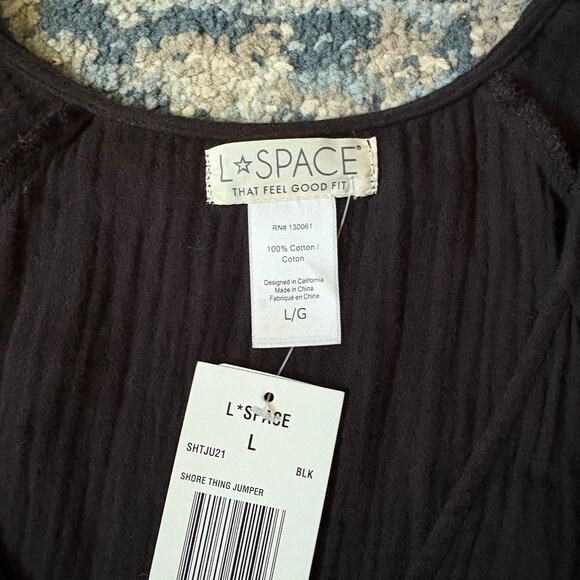 L☆SPACE®
THAT FEEL GOOD FIT
RN# 130061
100% Cotton /
Coton
Designed in California
Made in China
Fabriqué en Chine
L/G
L*SPACE
L
SHTJU21 BLK
SHORE THING JUMPER